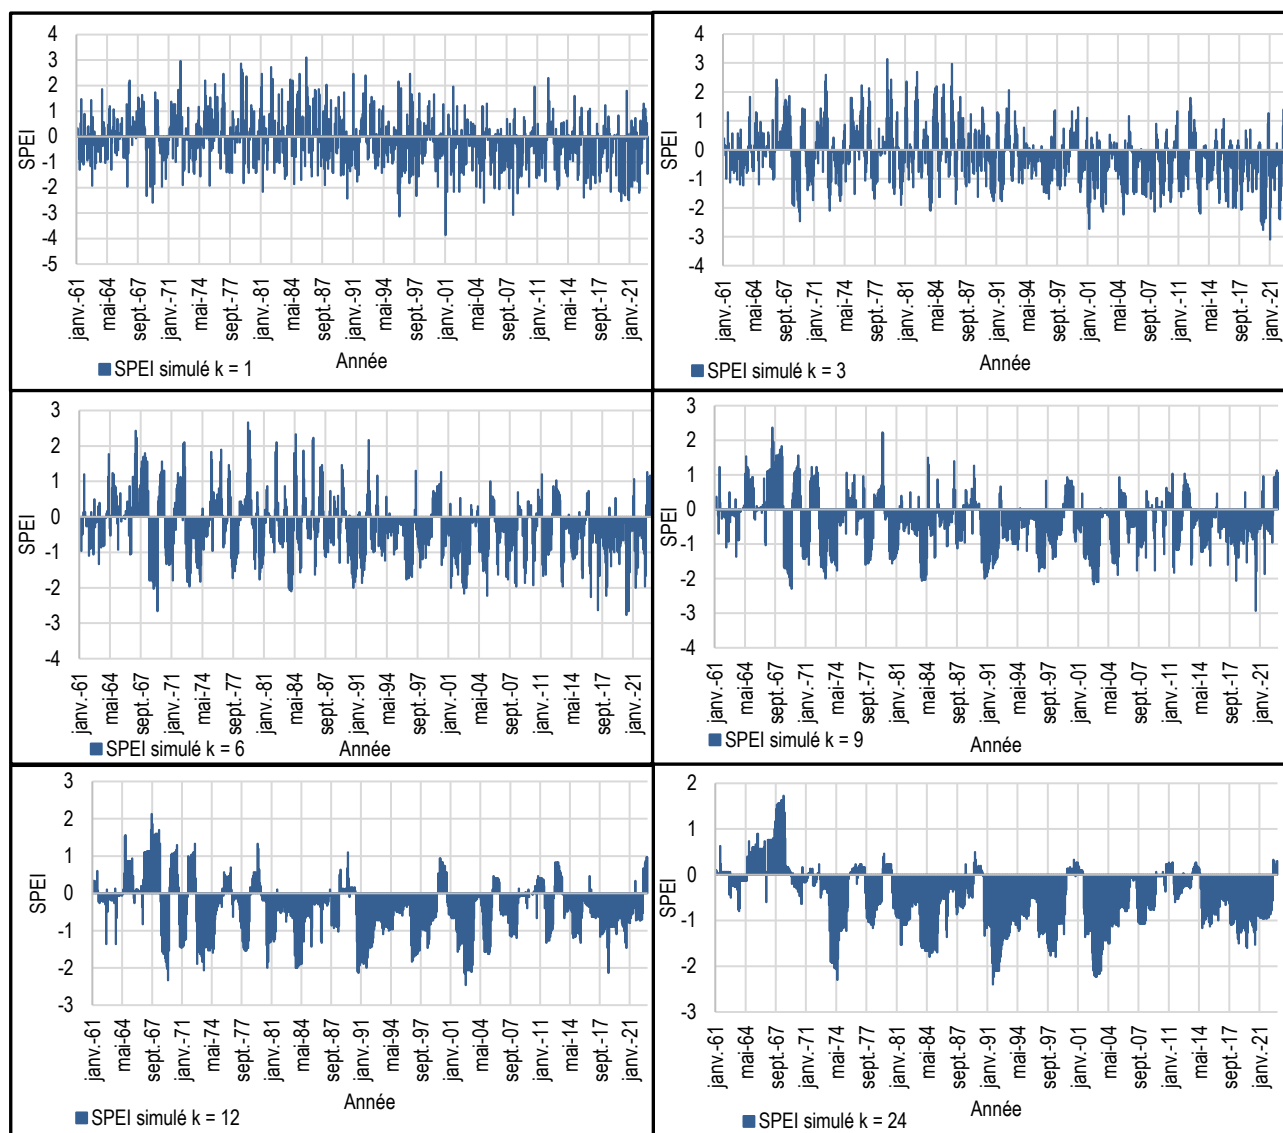 4
3
2
1
0
-1
-2
-3
-4
-5
SPEI
janv.-61
mai-64
sept.-67
janv.-71
mai-74
sept.-77
janv.-81
mai-84
sept.-87
janv.-91
mai-94
sept.-97
janv.-01
mai-04
sept.-07
janv.-11
mai-14
sept.-17
janv.-21
Année
SPEI simulé k = 1
4
3
2
1
0
-1
-2
-3
-4
SPEI
janv.-61
mai-64
sept.-67
janv.-71
mai-74
sept.-77
janv.-81
mai-84
sept.-87
janv.-91
mai-94
sept.-97
janv.-01
mai-04
sept.-07
janv.-11
mai-14
sept.-17
janv.-21
Année
SPEI simulé k = 3
3
2
1
0
-1
-2
-3
-4
SPEI
janv.-61
mai-64
sept.-67
janv.-71
mai-74
sept.-77
janv.-81
mai-84
sept.-87
janv.-91
mai-94
sept.-97
janv.-01
mai-04
sept.-07
janv.-11
mai-14
sept.-17
janv.-21
Année
SPEI simulé k = 6
3
2
1
0
-1
-2
-3
-4
SPEI
janv.-61
mai-64
sept.-67
janv.-71
mai-74
sept.-77
janv.-81
mai-84
sept.-87
janv.-91
mai-94
sept.-97
janv.-01
mai-04
sept.-07
janv.-11
mai-14
sept.-17
janv.-21
Année
SPEI simulé k = 9
3
2
1
0
-1
-2
-3
SPEI
janv.-61
mai-64
sept.-67
janv.-71
mai-74
sept.-77
janv.-81
mai-84
sept.-87
janv.-91
mai-94
sept.-97
janv.-01
mai-04
sept.-07
janv.-11
mai-14
sept.-17
janv.-21
Année
SPEI simulé k = 12
2
1
0
-1
-2
-3
SPEI
janv.-61
mai-64
sept.-67
janv.-71
mai-74
sept.-77
janv.-81
mai-84
sept.-87
janv.-91
mai-94
sept.-97
janv.-01
mai-04
sept.-07
janv.-11
mai-14
sept.-17
janv.-21
Année
SPEI simulé k = 24